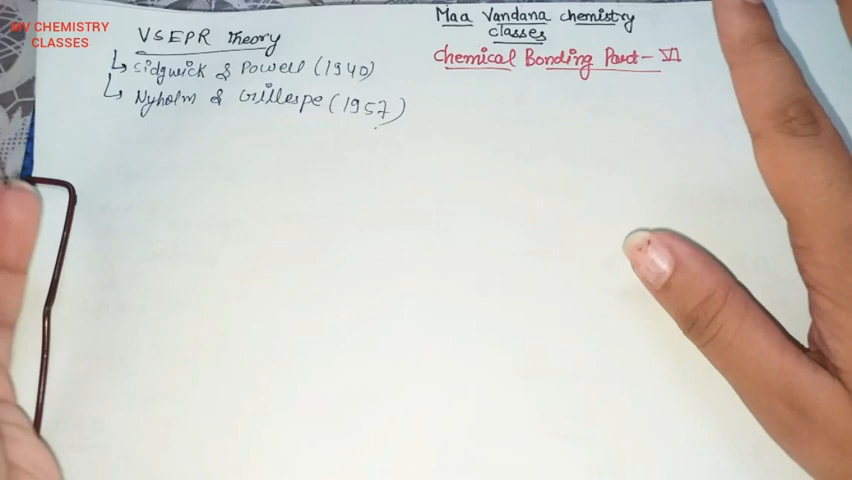 MV CHEMISTRY
CLASSES
VSEPR Theory
Sidgwick & Powell (1940)
Nyholm & Gillespe (1957)
Maa Vandana chemistry
classes
Chemical Bonding Part - VI